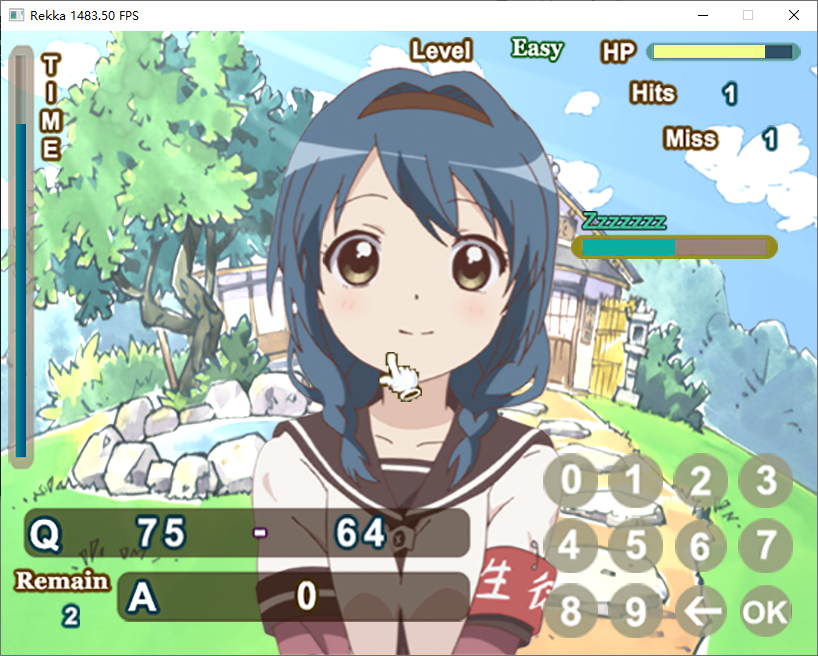 Rekka 1483.50 FPS
Level Easy HP
Hits 1
Miss 1
TIME
Zzzzzzz
0 1 2 3
Q 75 - 64
4 5 6 7
Remain
2
A 0
生
8 9 ← OK